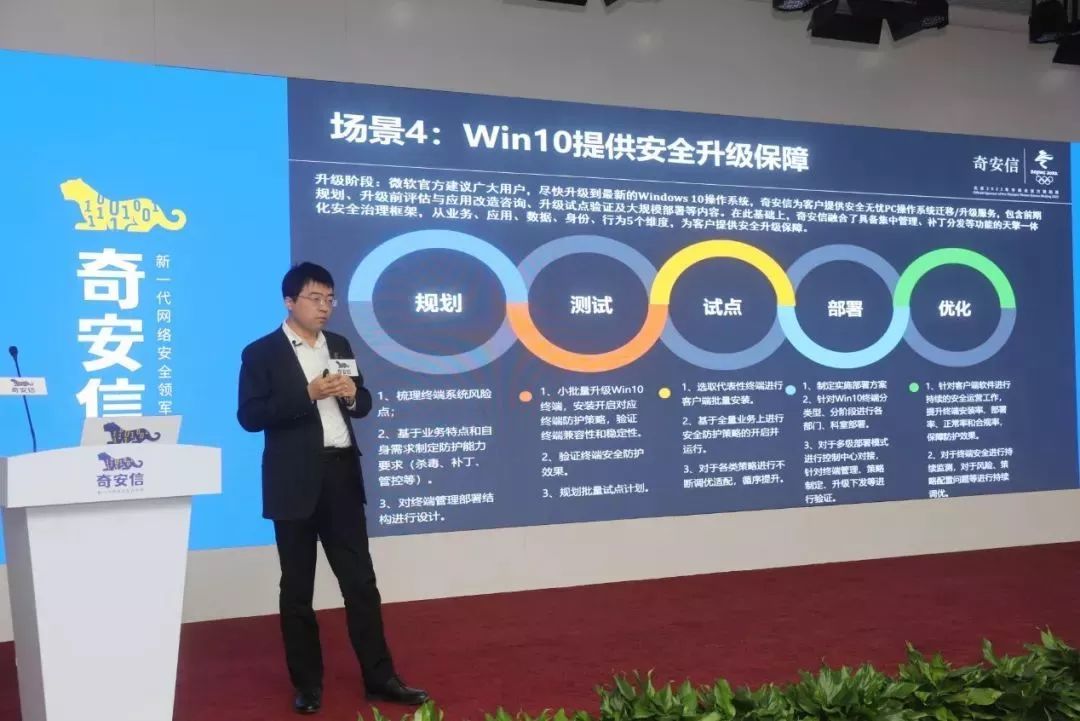 场景4：Win10提供安全升级保障
奇安信
BEIJING 2022
升级阶段：微软官方建议广大用户，尽快升级到最新的Windows 10操作系统，奇安信为客户提供安全无忧PC操作系统迁移/升级服务，包含前期
规划、升级前评估与应用改造咨询、升级试点验证及大规模部署等内容。在此基础上，奇安信融合了具备集中管理、补丁分发等功能的天擎一体
化安全治理框架，从业务、应用、数据、身份、行为5个维度，为客户提供安全升级保障。
规划
测试
试点
部署
优化
1、梳理终端系统风险
点；
2、基于业务特点和自
身需求制定防护能力
要求（杀毒、补丁、
管控等）。
3、对终端管理部署结
构进行设计。
1、小批量升级Win10
终端，安装开启对应
终端防护策略，验证
终端兼容性和稳定性。
2、验证终端安全防护
效果。
3、规划批量试点计划。
1、选取代表性终端进行
客户端批量安装。
2、基于全量业务上进行
安全防护策略的开启并
运行。
3、对于各类策略进行不
断调优适配，循序提升。
1、制定实施部署方案
2、针对Win10终端分
类型、分阶段进行各
部门、科室部署。
3、对于多级部署模式
进行控制中心对接，
针对终端管理、策略
制定、升级下发等进
行验证。
1、针对客户端软件进行
持续的安全运营工作，
提升终端安装率、部署
率、正常率和合规率，
保障防护效果。
2、对于终端安全进行持
续监测，对于风险、策
略配置问题等进行持续
调优。
奇安信
新一代网络安全领军
奇安信
奇安信
奇安信